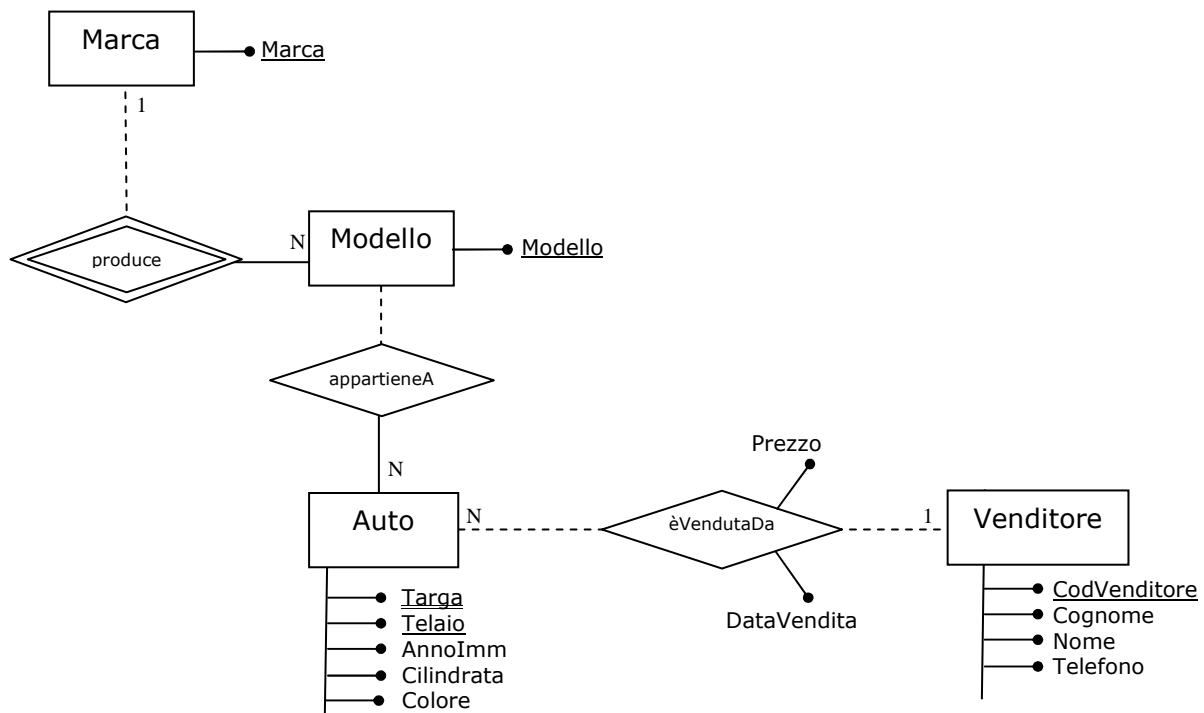 Marca
Marca
1
produce
N
Modello
Modello
appartieneA
N
Prezzo
Auto
N
èVendutaDa
1
Venditore
Targa
Telaio
AnnoImm
Cilindrata
Colore
DataVendita
CodVenditore
Cognome
Nome
Telefono